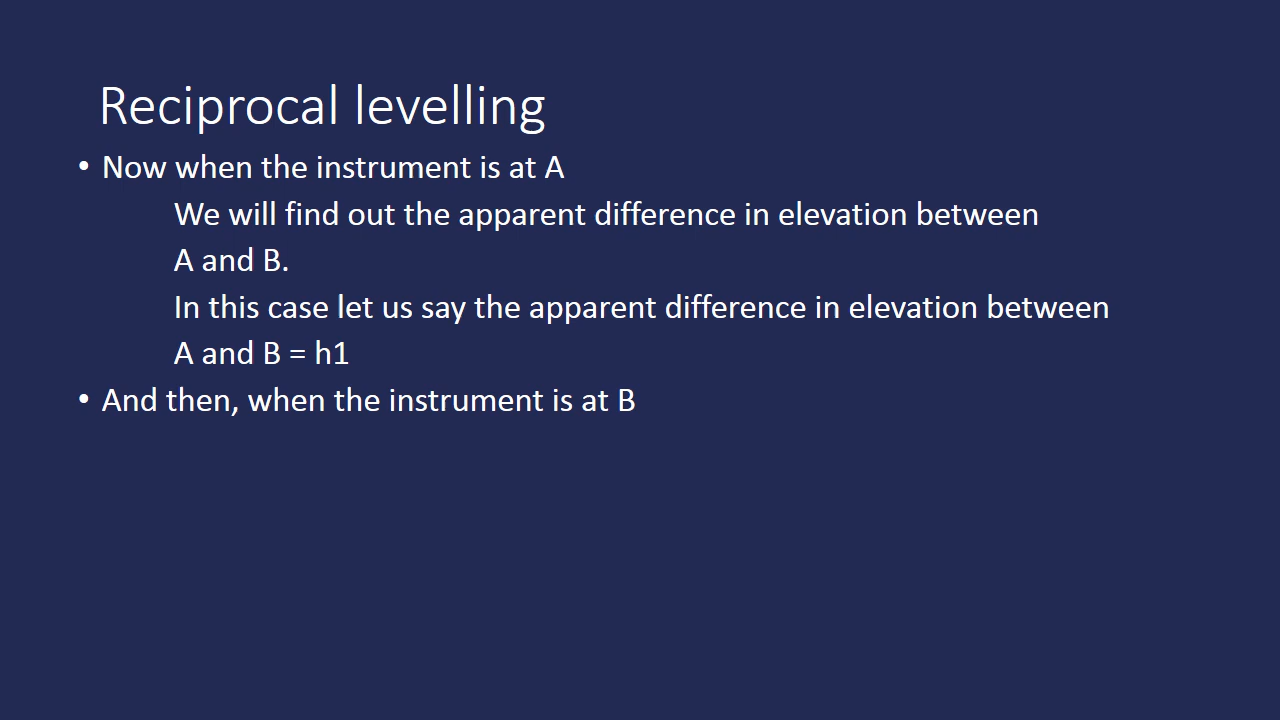 Reciprocal levelling
• Now when the instrument is at A
We will find out the apparent difference in elevation between
A and B.
In this case let us say the apparent difference in elevation between
A and B = h1
• And then, when the instrument is at B